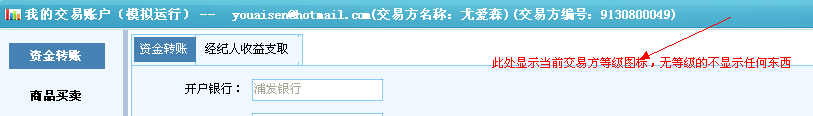 我的交易账户（模拟运行） -- youaisen@hotmail.com(交易方名称: 尤爱森)(交易方编号: 9130800049)
资金转账
资金转账 经纪人收益支取
此处显示当前交易方等级图标，无等级的不显示任何东西
开户银行： 浦发银行
商品买卖